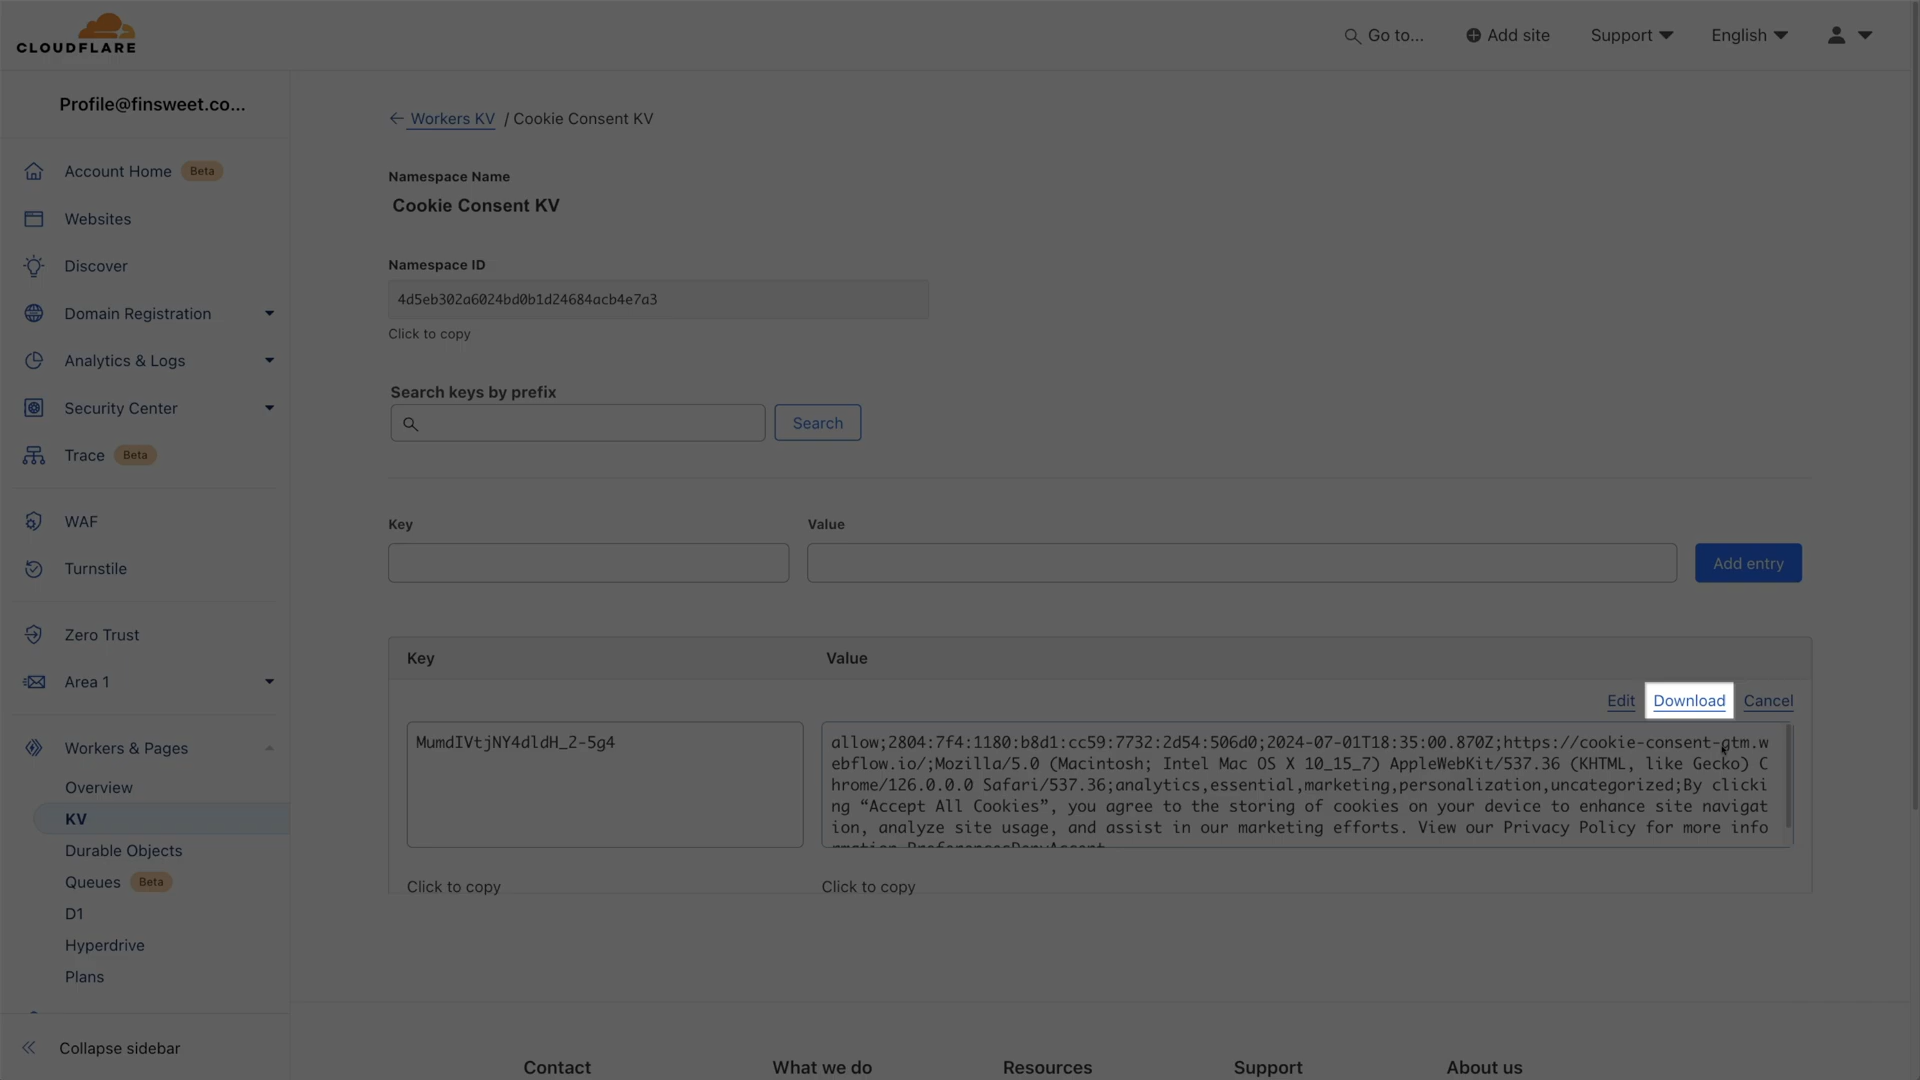 CLOUDFLARE
Go to...
Add site
Support
English
Profile@finsweet.co...
Account Home Beta
Websites
Discover
Domain Registration
Analytics & Logs
Security Center
Trace Beta
WAF
Turnstile
Zero Trust
Area 1
Workers & Pages
Overview
KV
Durable Objects
Queues Beta
D1
Hyperdrive
Plans
Collapse sidebar
Workers KV / Cookie Consent KV
Namespace Name
Cookie Consent KV
Namespace ID
4d5eb302a6024bd0b1d24684acb4e7a3
Click to copy
Search keys by prefix
Search
Key Value
Add entry
Key Value
Edit Download Cancel
MumdIVtjNY4dldH_2-5g4
allow;2804:7f4:1180:b8d1:cc59:7732:2d54:506d0;2024-07-01T18:35:00.870Z;https://cookie-consent-gtm.w
ebflow.io/;Mozilla/5.0 (Macintosh; Intel Mac OS X 10_15_7) AppleWebKit/537.36 (KHTML, like Gecko) C
hrome/126.0.0.0 Safari/537.36;analytics,essential,marketing,personalization,uncategorized;By clicki
ng “Accept All Cookies”, you agree to the storing of cookies on your device to enhance site navigat
ion, analyze site usage, and assist in our marketing efforts. View our Privacy Policy for more info
rmation.PreferencesDenyAccept
Click to copy
Click to copy
Contact
What we do
Resources
Support
About us